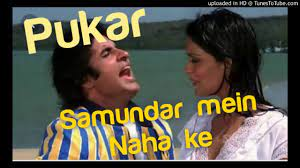 uploaded in HD @ TunesToTube.com
Pukar
Samundar mein
Naha ke